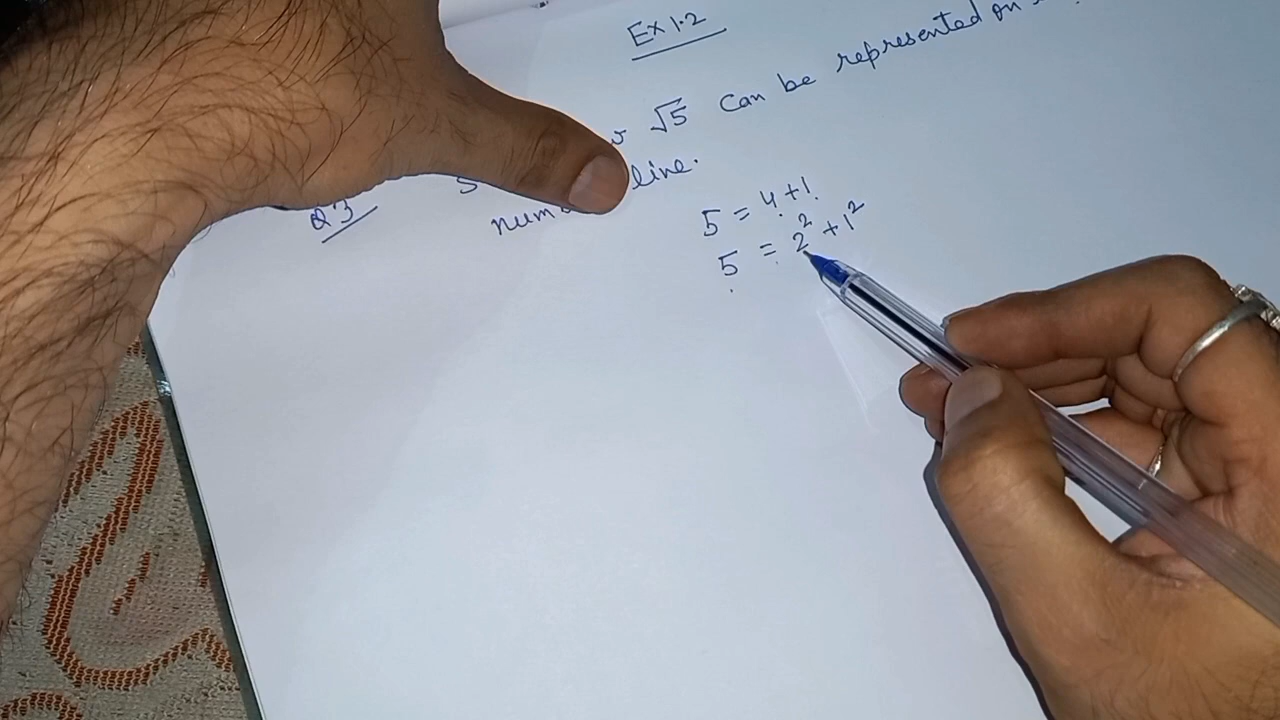 Ex 1.2
Q3 √5 Can be represented on
line.
5 = 4 + 1
5 = 2² + 1²